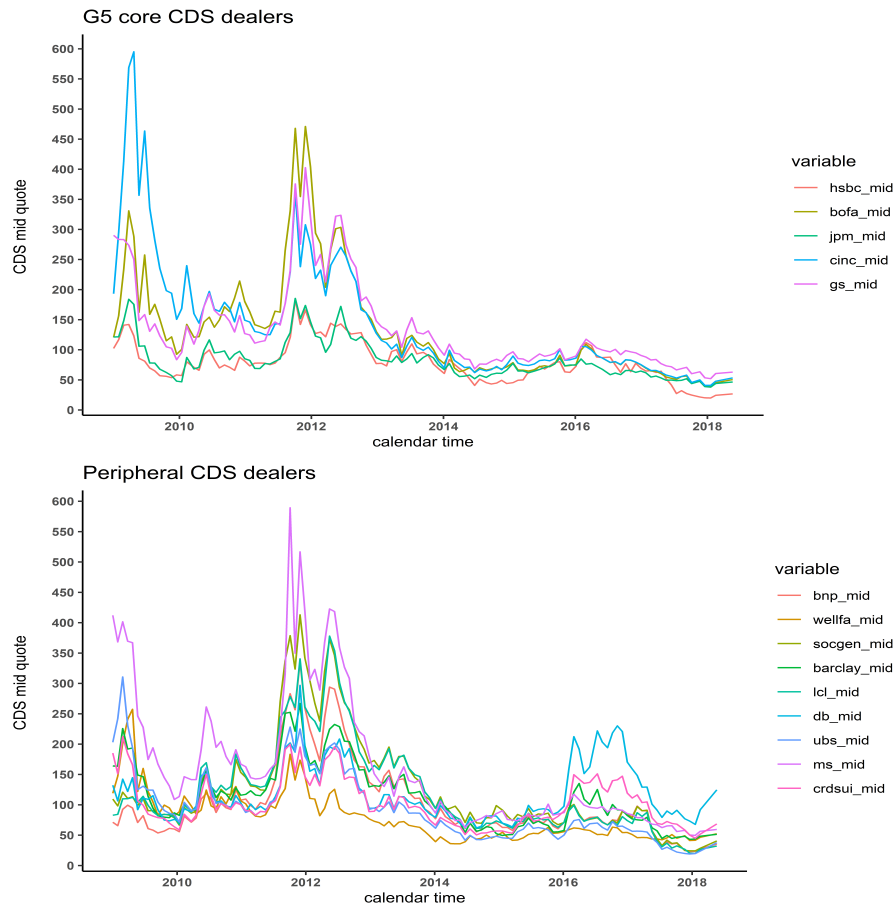 G5 core CDS dealers
600
550
500
450
400
350
300
250
200
150
100
50
0
CDS mid quote
2010 2012 2014 2016 2018
calendar time
variable
hsbc_mid
bofa_mid
jpm_mid
cinc_mid
gs_mid
Peripheral CDS dealers
600
550
500
450
400
350
300
250
200
150
100
50
0
CDS mid quote
2010 2012 2014 2016 2018
calendar time
variable
bnp_mid
wellfa_mid
socgen_mid
barclay_mid
lcl_mid
db_mid
ubs_mid
ms_mid
crdsui_mid